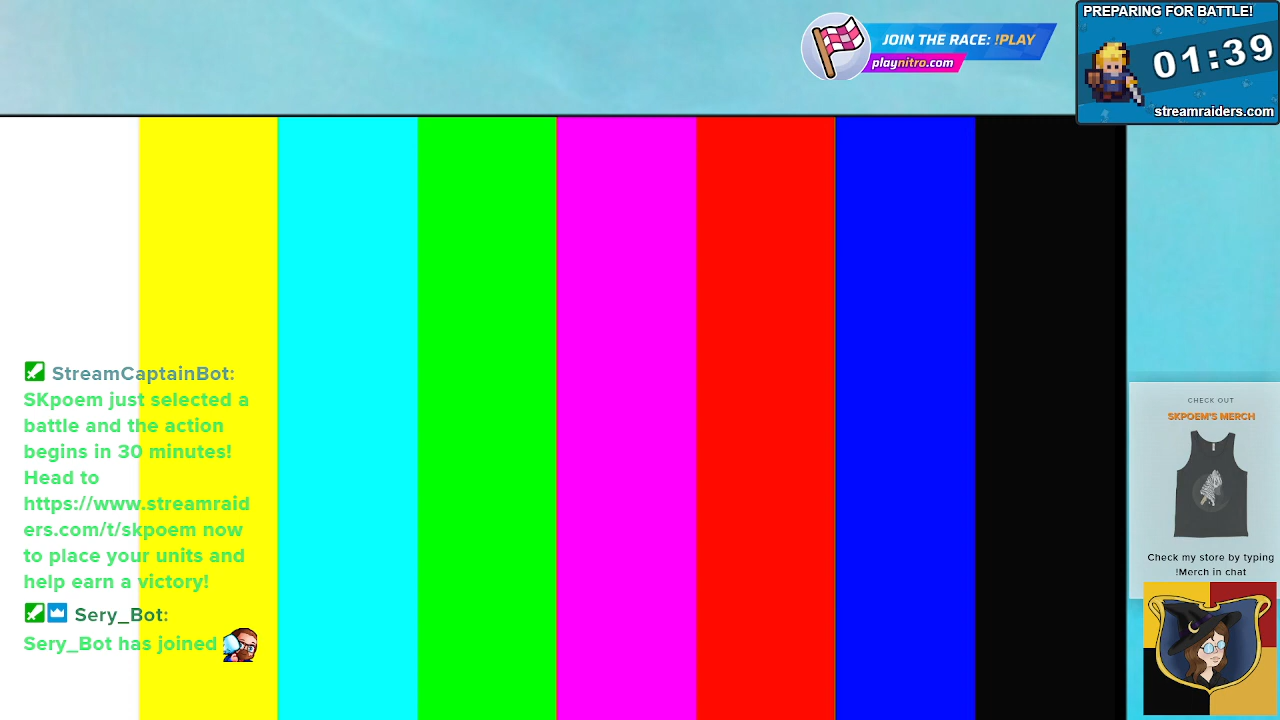 PREPARING FOR BATTLE!
JOIN THE RACE: !PLAY
playnitro.com
01:39
streamraiders.com
StreamCaptainBot:
SKpoem just selected a
battle and the action
begins in 30 minutes!
Head to
https://www.streamraid
ers.com/t/skpoem now
to place your units and
help earn a victory!
Sery_Bot:
Sery_Bot has joined
CHECK OUT
SKPOEM'S MERCH
Check my store by typing
!Merch in chat